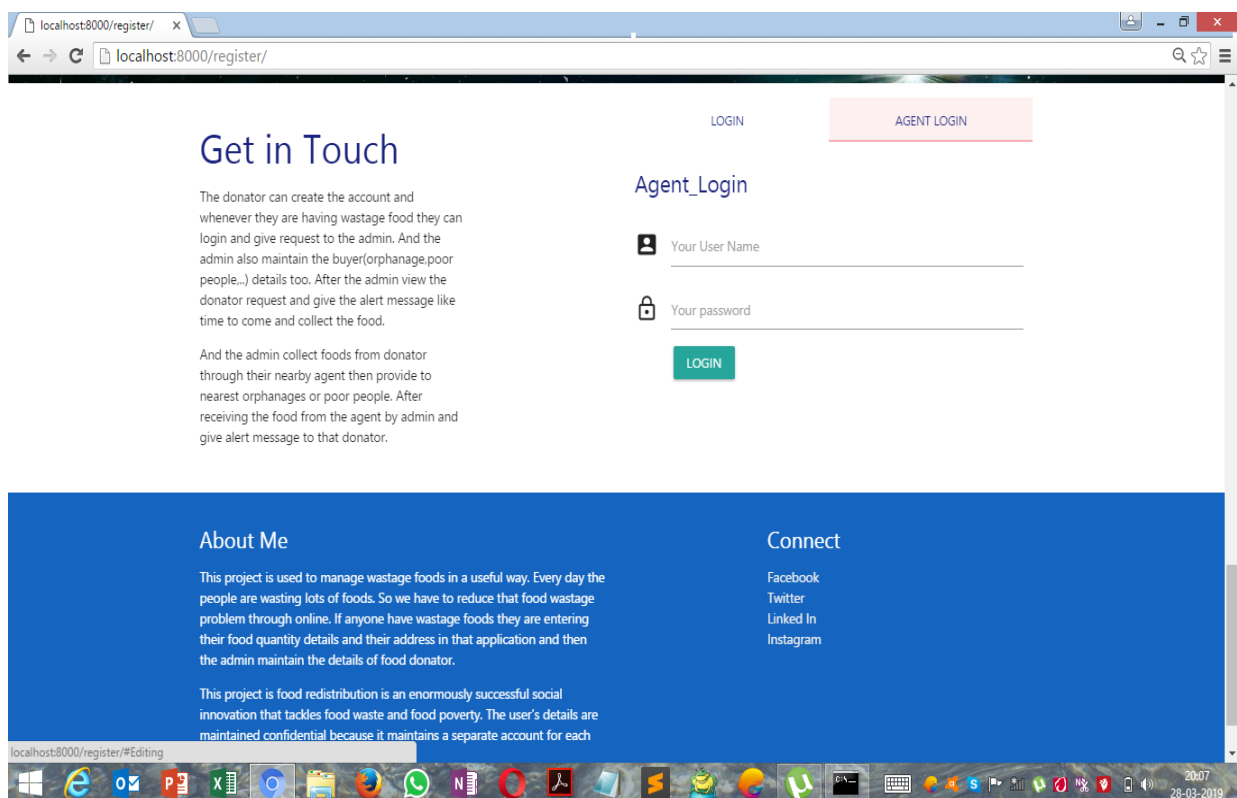 localhost:8000/register/
localhost:8000/register/
LOGIN
AGENT LOGIN
Get in Touch
The donator can create the account and
whenever they are having wastage food they can
login and give request to the admin. And the
admin also maintain the buyer(orphanage,poor
people,..) details too. After the admin view the
donator request and give the alert message like
time to come and collect the food.
And the admin collect foods from donator
through their nearby agent then provide to
nearest orphanages or poor people. After
receiving the food from the agent by admin and
give alert message to that donator.
Agent_Login
Your User Name
Your password
LOGIN
About Me
This project is used to manage wastage foods in a useful way. Every day the
people are wasting lots of foods. So we have to reduce that food wastage
problem through online. If anyone have wastage foods they are entering
their food quantity details and their address in that application and then
the admin maintain the details of food donator.
This project is food redistribution is an enormously successful social
innovation that tackles food waste and food poverty. The user's details are
maintained confidential because it maintains a separate account for each
Connect
Facebook
Twitter
Linked In
Instagram
localhost:8000/register/#Editing
20:07
28-03-2019